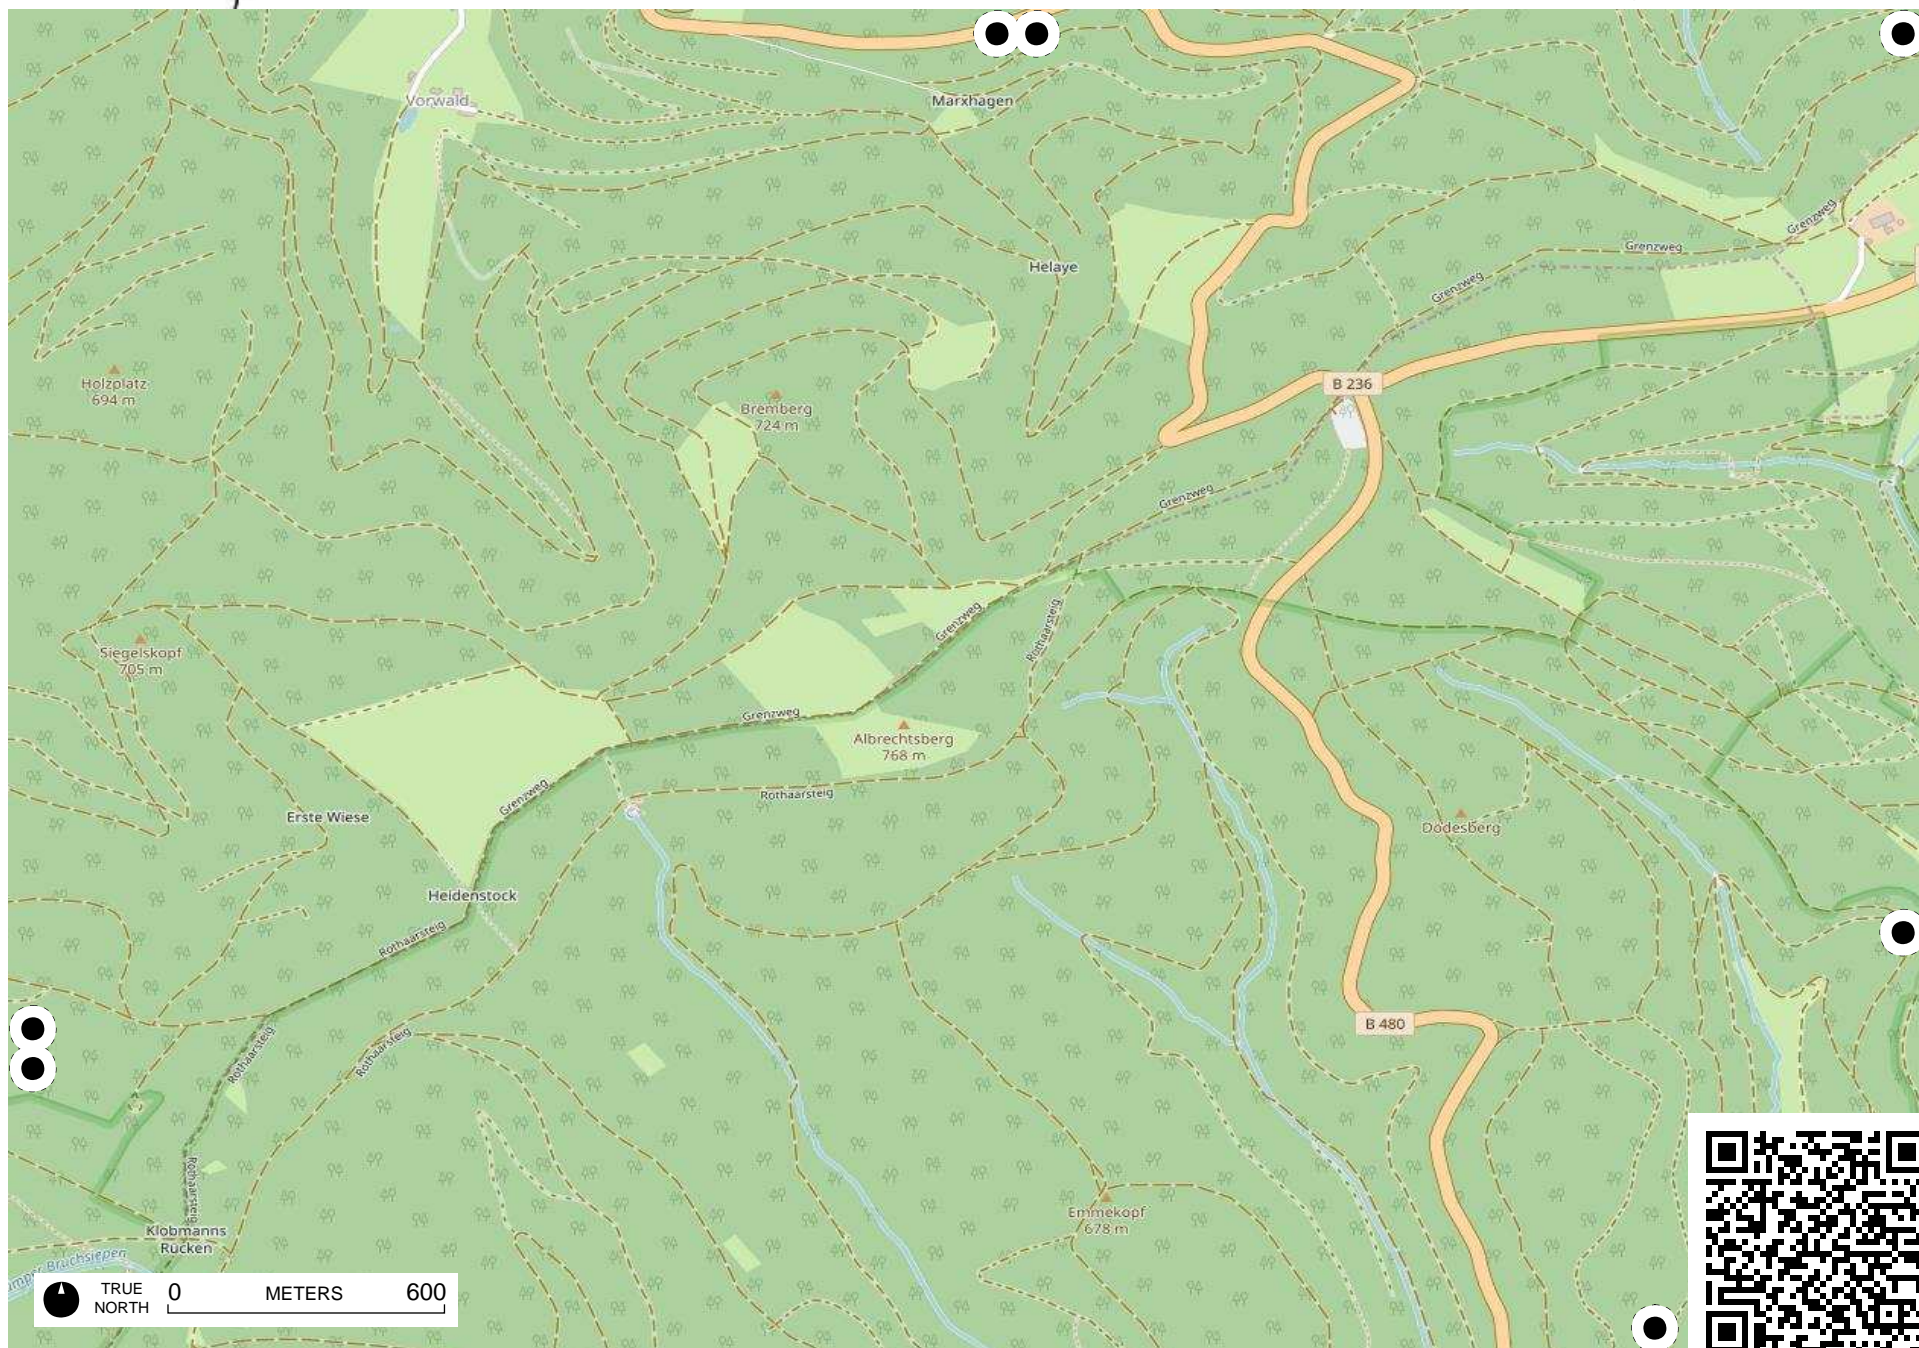 Vorwald
Marxhagen
Grenzweg
Grenzweg
Helaye
Grenzweg
Holzplatz
694 m
B 236
Bremberg
724 m
Grenzweg
Grenzweg
Rothaarsteig
Siegelskopf
705 m
Grenzweg
Albrechtsberg
768 m
Rothaarsteig
Grenzweg
Erste Wiese
Dödesberg
Heidenstock
Rothaarsteig
B 480
Rothaarsteig
Rothaarsteig
Rothaarsteig
Emmekopf
678 m
Klobmanns
Rücken
Bruchsiepen
TRUE
NORTH
0 METERS 600